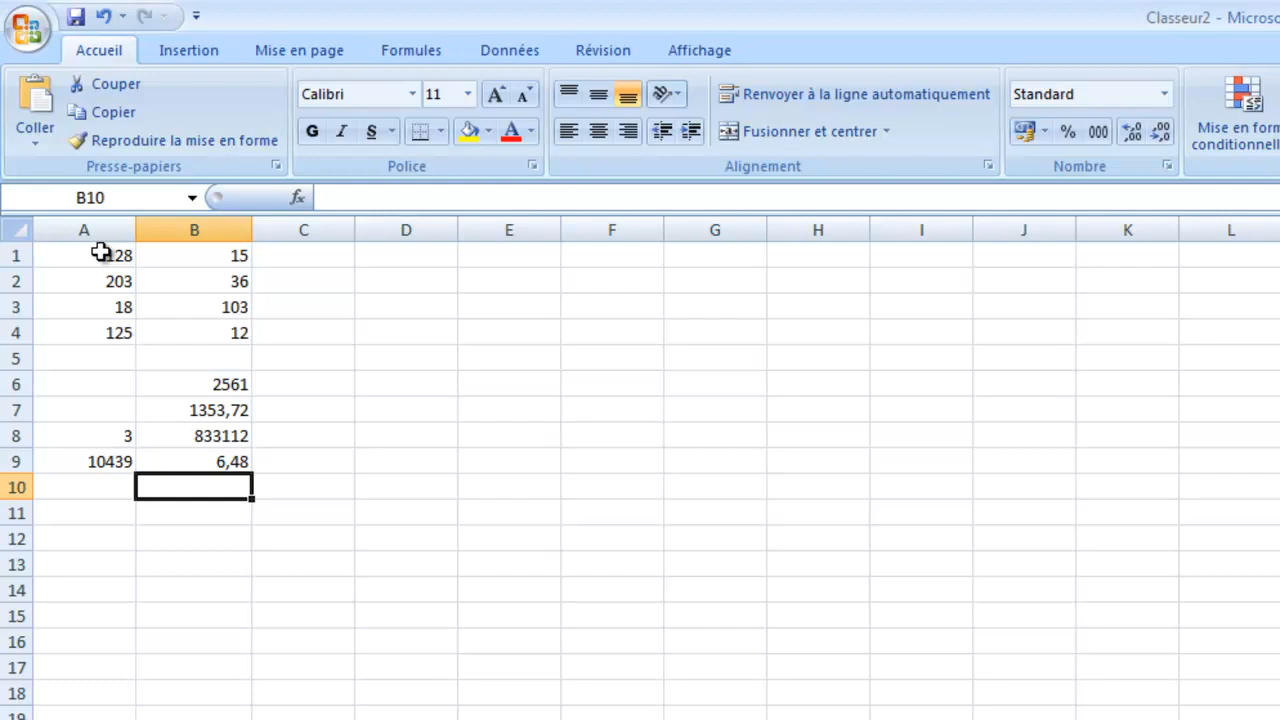 Classeur2 - Microso
Accueil Insertion Mise en page Formules Données Révision Affichage
Couper
Copier
Reproduire la mise en forme
Coller
Presse-papiers
Calibri 11
G I S
Police
Renvoyer à la ligne automatiquement
Fusionner et centrer
Alignement
Standard
% 000
Nombre
Mise en form
conditionnell
B10 fx
A B C D E F G H I J K L
1 128 15
2 203 36
3 18 103
4 125 12
5
6 2561
7 1353,72
8 3 833112
9 10439 6,48
10
11
12
13
14
15
16
17
18
19